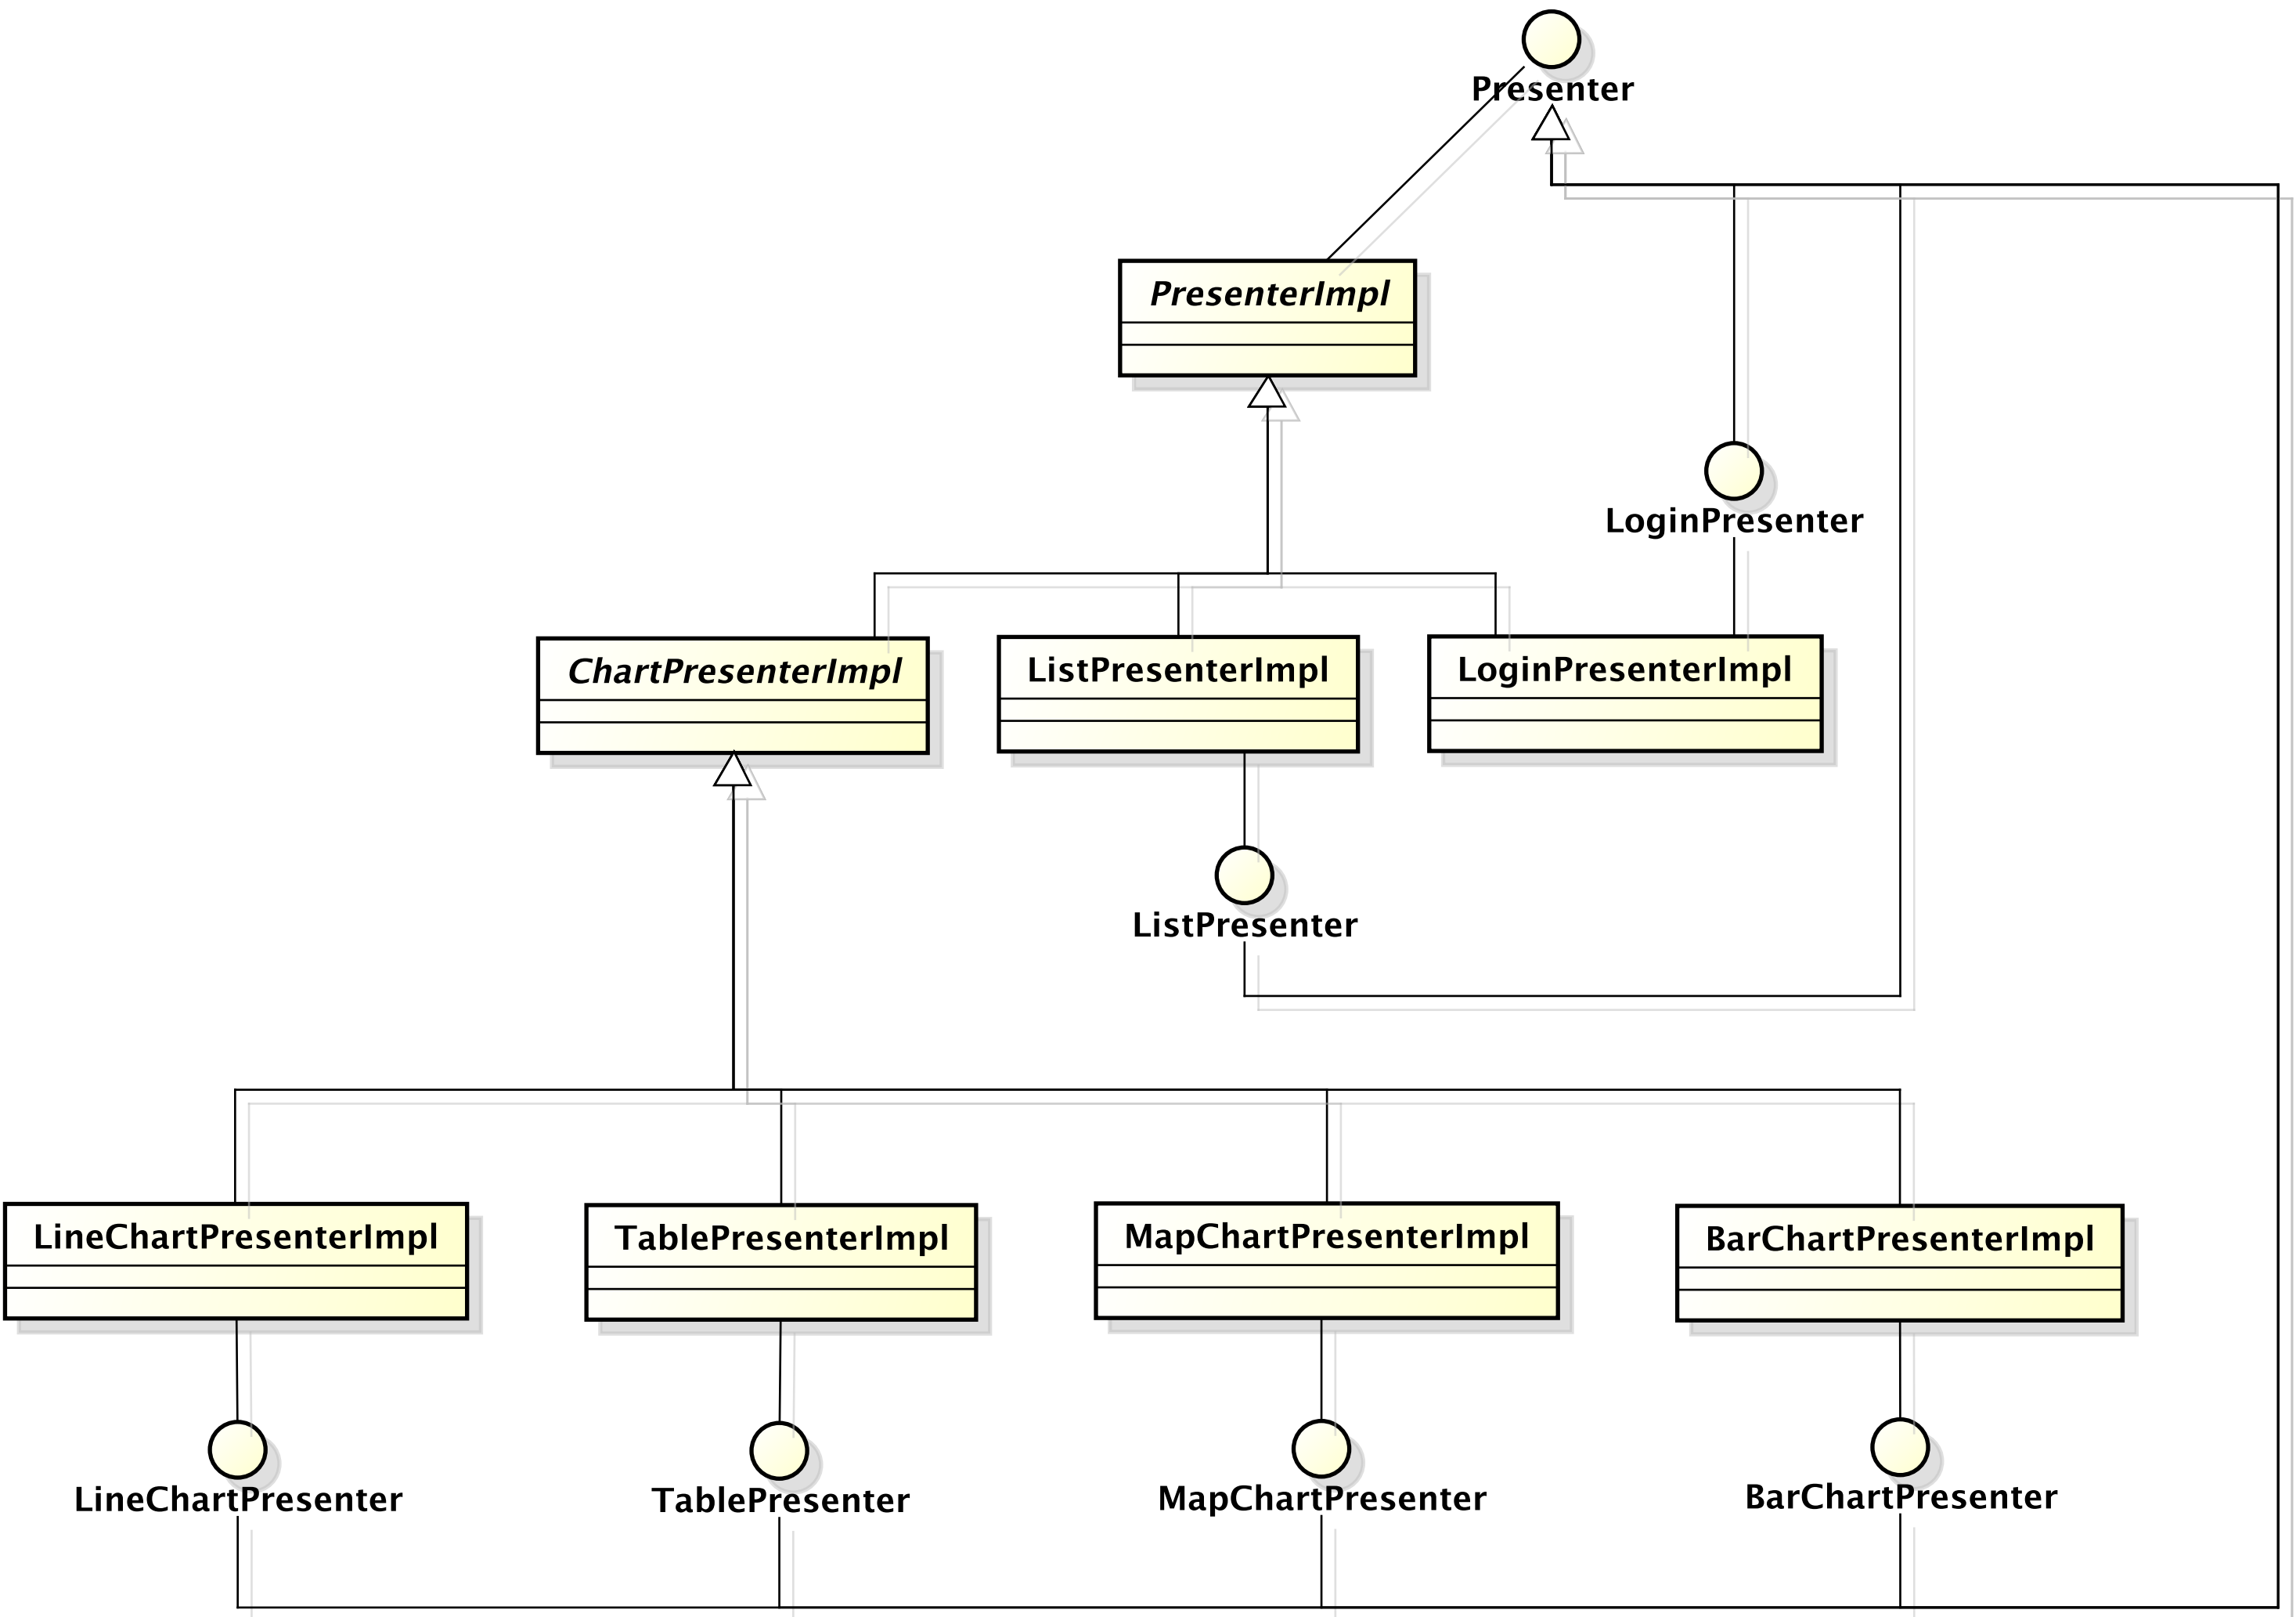 Presenter
PresenterImpl
LoginPresenter
ChartPresenterImpl
ListPresenterImpl
LoginPresenterImpl
ListPresenter
LineChartPresenterImpl
TablePresenterImpl
MapChartPresenterImpl
BarChartPresenterImpl
LineChartPresenter
TablePresenter
MapChartPresenter
BarChartPresenter